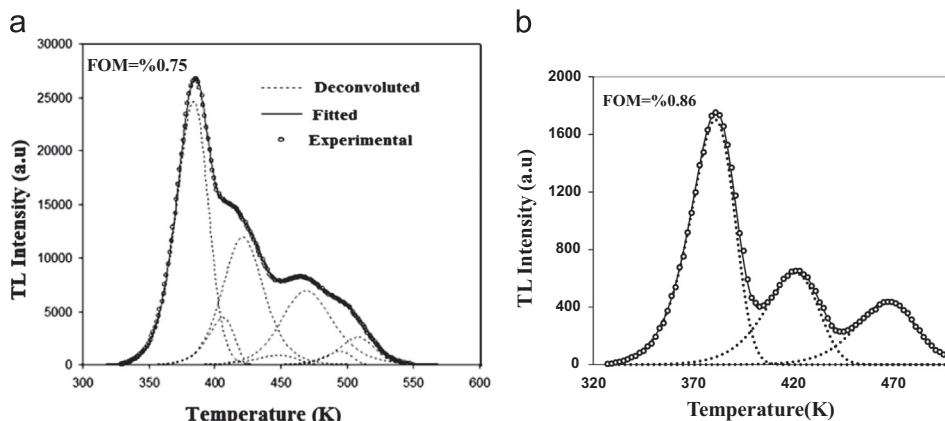 a
FOM=%0.75
Deconvoluted
Fitted
Experimental
30000
25000
20000
15000
10000
5000
0
TL Intensity (a.u)
300 350 400 450 500 550 600
Temperature (K)
b
FOM=%0.86
2000
1600
1200
800
400
0
TL Intensity (a.u)
320 370 420 470
Temperature(K)